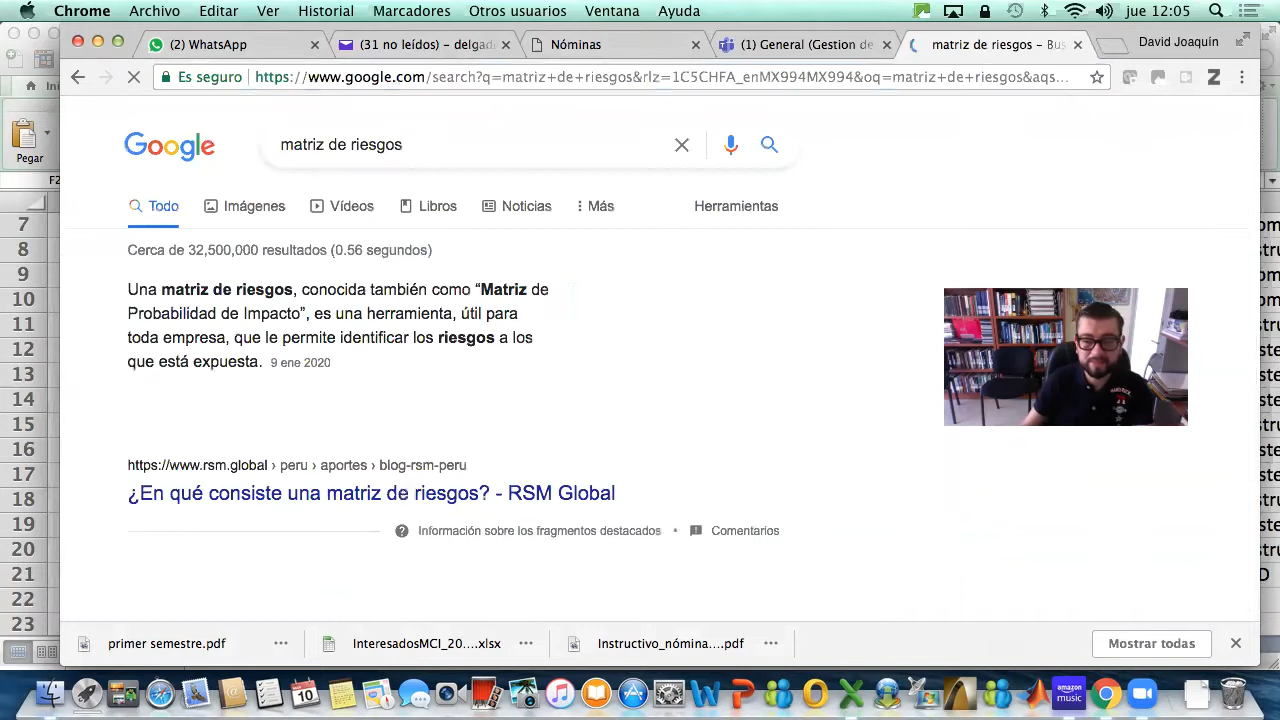 Chrome Archivo Editar Ver Historial Marcadores Otros usuarios Ventana Ayuda jue 12:05
(2) WhatsApp
(31 no leídos) – delgad
Nóminas
(1) General (Gestion de
matriz de riesgos – Bus
David Joaquín
Es seguro https://www.google.com/search?q=matriz+de+riesgos&rlz=1C5CHFA_enMX994MX994&oq=matriz+de+riesgos&aqs...
Pegar
Google
matriz de riesgos
Todo Imágenes Vídeos Libros Noticias Más Herramientas
Cerca de 32,500,000 resultados (0.56 segundos)
Una matriz de riesgos, conocida también como “Matriz de
Probabilidad de Impacto”, es una herramienta, útil para
toda empresa, que le permite identificar los riesgos a los
que está expuesta. 9 ene 2020
https://www.rsm.global › peru › aportes › blog-rsm-peru
¿En qué consiste una matriz de riesgos? - RSM Global
Información sobre los fragmentos destacados • Comentarios
7
8
9
10
11
12
13
14
15
16
17
18
19
20
21
22
23
primer semestre.pdf
InteresadosMCI_20....xlsx
Instructivo_nómina....pdf
Mostrar todas
amazon music